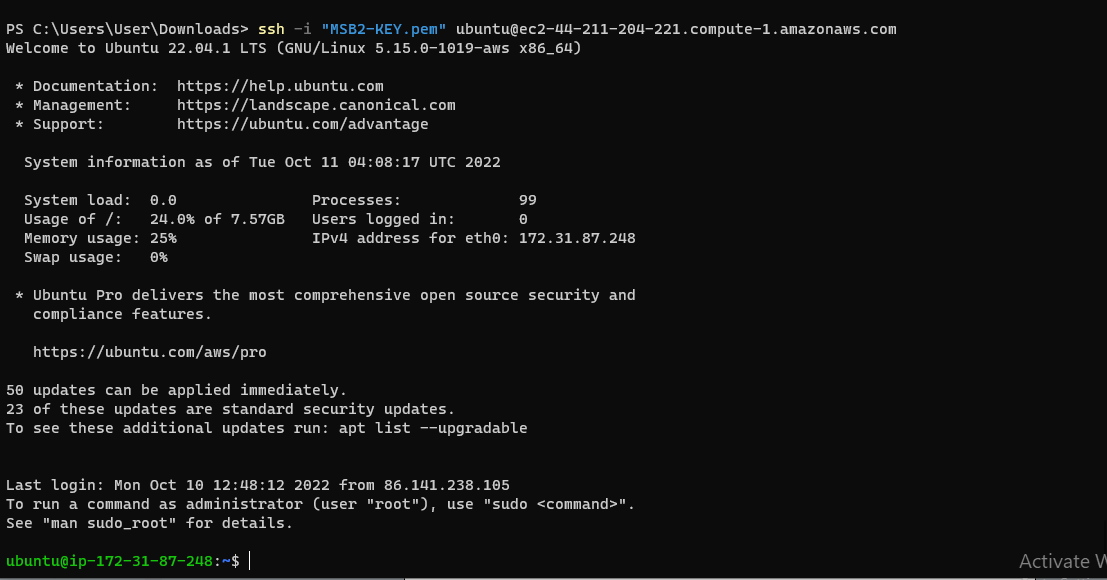 PS C:\Users\User\Downloads> ssh -i "MSB2-KEY.pem" ubuntu@ec2-44-211-204-221.compute-1.amazonaws.com
Welcome to Ubuntu 22.04.1 LTS (GNU/Linux 5.15.0-1019-aws x86_64)
* Documentation:  https://help.ubuntu.com
* Management:     https://landscape.canonical.com
* Support:        https://ubuntu.com/advantage
System information as of Tue Oct 11 04:08:17 UTC 2022
System load:  0.0               Processes:             99
Usage of /:   24.0% of 7.57GB   Users logged in:       0
Memory usage: 25%               IPv4 address for eth0: 172.31.87.248
Swap usage:   0%
* Ubuntu Pro delivers the most comprehensive open source security and
compliance features.
https://ubuntu.com/aws/pro
50 updates can be applied immediately.
23 of these updates are standard security updates.
To see these additional updates run: apt list --upgradable
Last login: Mon Oct 10 12:48:12 2022 from 86.141.238.105
To run a command as administrator (user "root"), use "sudo <command>".
See "man sudo_root" for details.
ubuntu@ip-172-31-87-248:~$
Activate W